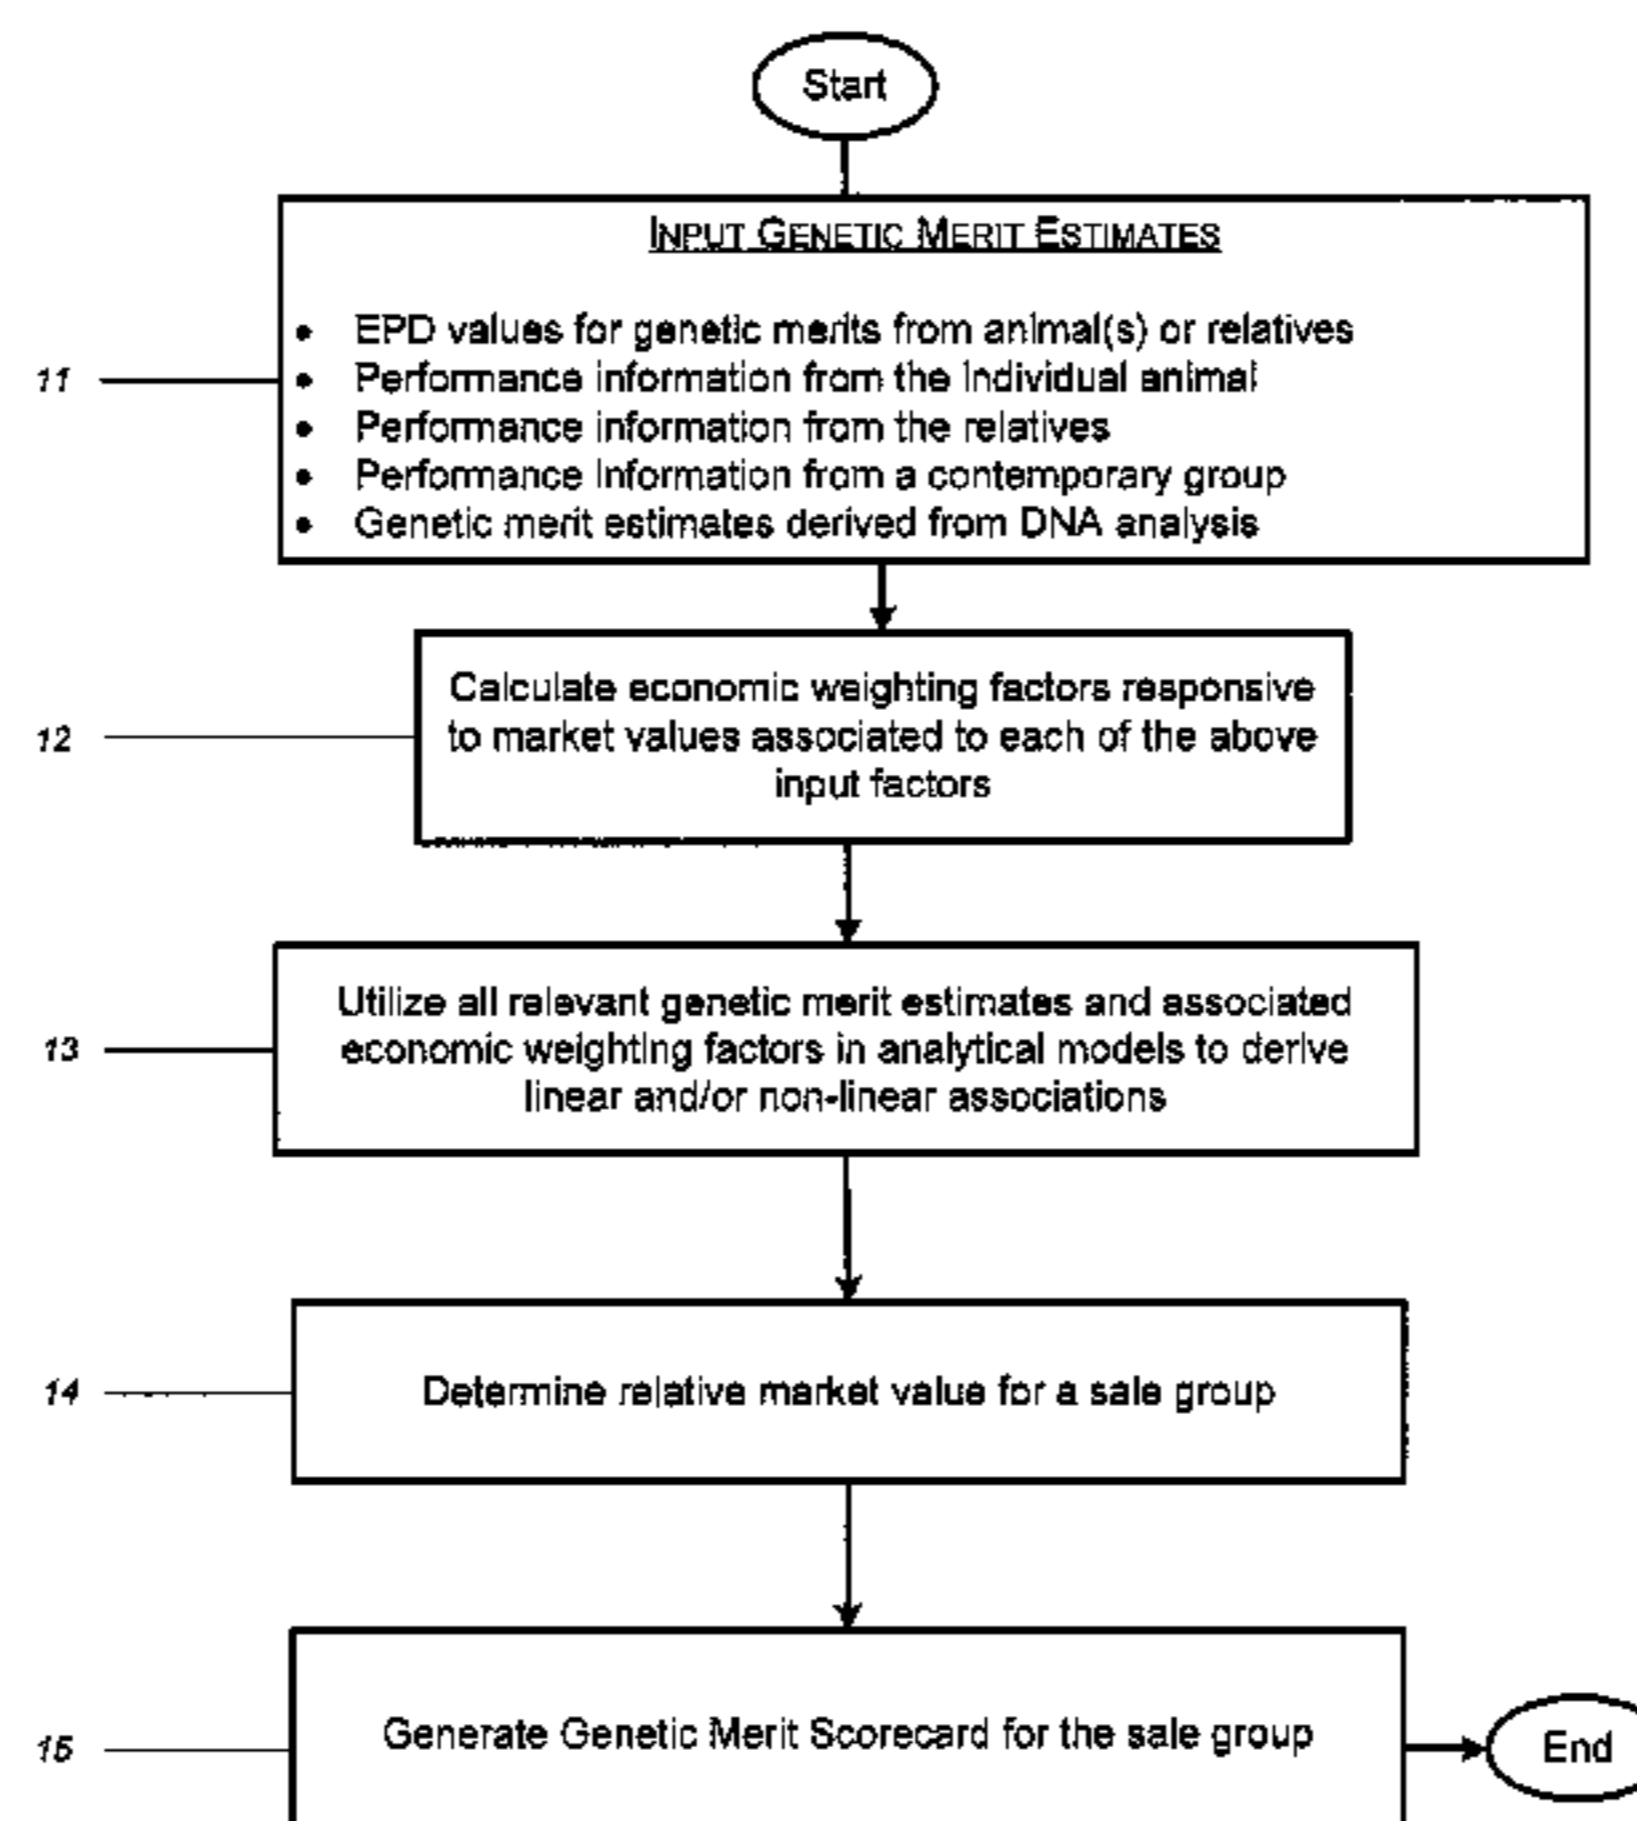 Start
INPUT GENETIC MERIT ESTIMATES
• EPD values for genetic merits from animal(s) or relatives
11
• Performance information from the individual animal
• Performance information from the relatives
• Performance information from a contemporary group
• Genetic merit estimates derived from DNA analysis
Calculate economic weighting factors responsive
12
to market values associated to each of the above
input factors
Utilize all relevant genetic merit estimates and associated
13
economic weighting factors in analytical models to derive
linear and/or non-linear associations
14
Determine relative market value for a sale group
15
Generate Genetic Merit Scorecard for the sale group
End